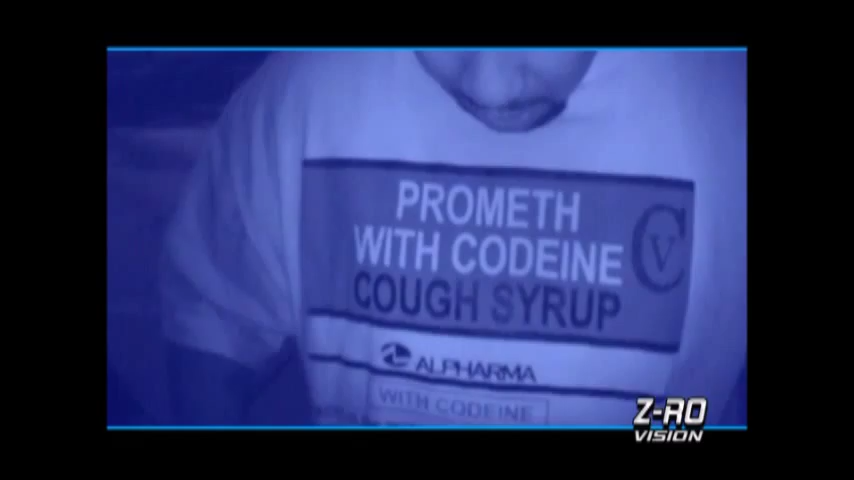 PROMETH
WITH CODEINE
COUGH SYRUP
CV
ALPHARMA
WITH CODEINE
Z-RO
VISION